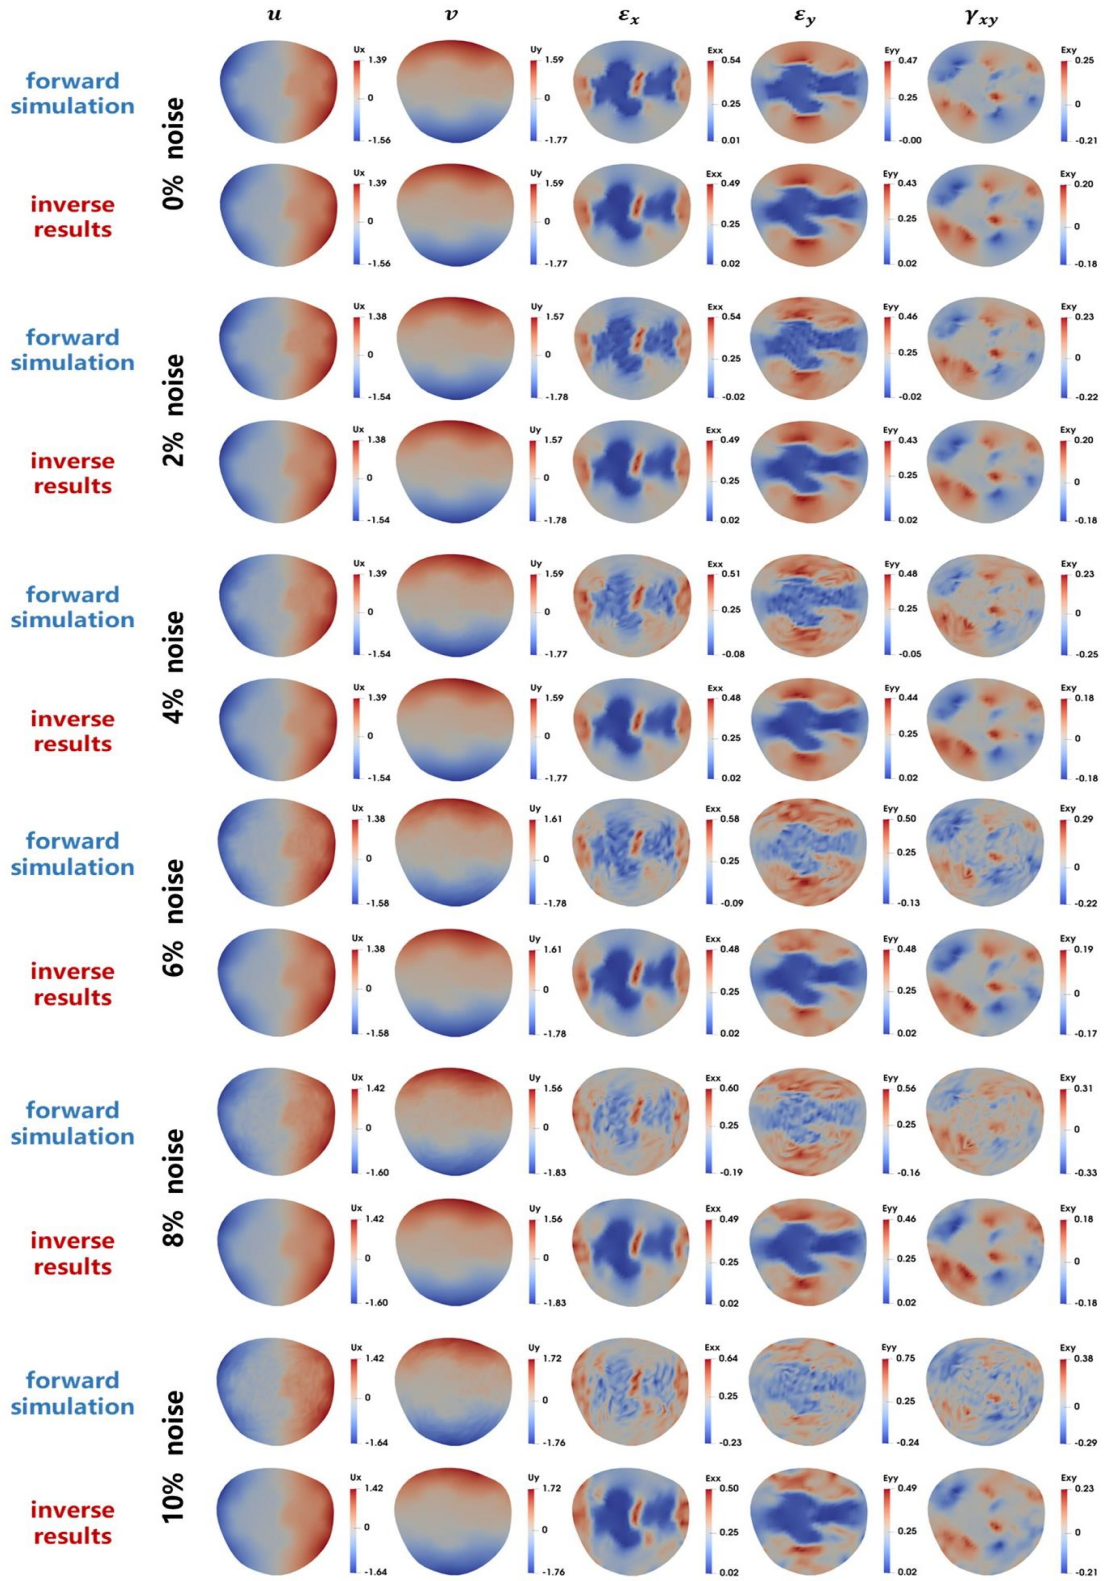 u v εx εy γxy
forward
simulation
0% noise
Ux
1.39
0
-1.56
Uy
1.59
0
-1.77
Exx
0.54
0.25
0.01
Eyy
0.47
0.25
-0.00
Exy
0.25
0
-0.21
inverse
results
Ux
1.39
0
-1.56
Uy
1.59
0
-1.77
Exx
0.49
0.25
0.02
Eyy
0.43
0.25
0.02
Exy
0.20
0
-0.18
forward
simulation
2% noise
Ux
1.38
0
-1.54
Uy
1.57
0
-1.78
Exx
0.54
0.25
-0.02
Eyy
0.46
0.25
-0.02
Exy
0.23
0
-0.22
inverse
results
Ux
1.38
0
-1.54
Uy
1.57
0
-1.78
Exx
0.49
0.25
0.02
Eyy
0.43
0.25
0.02
Exy
0.20
0
-0.18
forward
simulation
4% noise
Ux
1.39
0
-1.54
Uy
1.59
0
-1.77
Exx
0.51
0.25
-0.08
Eyy
0.48
0.25
-0.05
Exy
0.23
0
-0.25
inverse
results
Ux
1.39
0
-1.54
Uy
1.59
0
-1.77
Exx
0.48
0.25
0.02
Eyy
0.44
0.25
0.02
Exy
0.18
0
-0.18
forward
simulation
6% noise
Ux
1.38
0
-1.58
Uy
1.61
0
-1.78
Exx
0.58
0.25
-0.09
Eyy
0.50
0.25
-0.13
Exy
0.29
0
-0.22
inverse
results
Ux
1.38
0
-1.58
Uy
1.61
0
-1.78
Exx
0.48
0.25
0.02
Eyy
0.48
0.25
0.02
Exy
0.19
0
-0.17
forward
simulation
8% noise
Ux
1.42
0
-1.60
Uy
1.56
0
-1.83
Exx
0.60
0.25
-0.19
Eyy
0.56
0.25
-0.16
Exy
0.31
0
-0.33
inverse
results
Ux
1.42
0
-1.60
Uy
1.56
0
-1.83
Exx
0.49
0.25
0.02
Eyy
0.46
0.25
0.02
Exy
0.18
0
-0.18
forward
simulation
10% noise
Ux
1.42
0
-1.64
Uy
1.72
0
-1.76
Exx
0.64
0.25
-0.23
Eyy
0.75
0.25
-0.24
Exy
0.38
0
-0.29
inverse
results
Ux
1.42
0
-1.64
Uy
1.72
0
-1.76
Exx
0.50
0.25
0.02
Eyy
0.49
0.25
0.02
Exy
0.23
0
-0.21